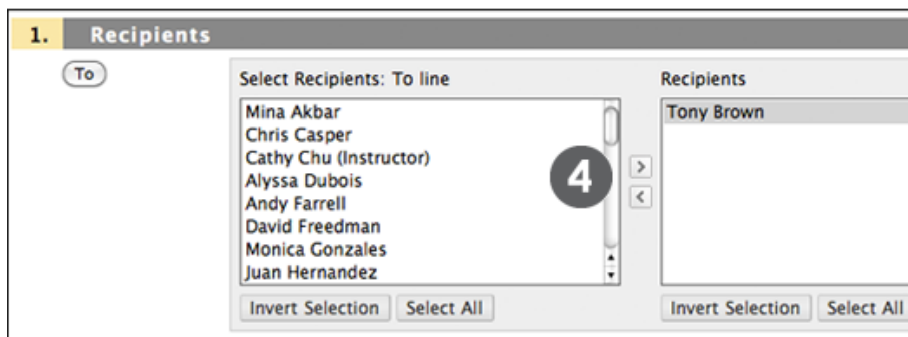 1. Recipients
To
Select Recipients: To line
Recipients
Mina Akbar
Tony Brown
Chris Casper
Cathy Chu (Instructor)
Alyssa Dubois
4
Andy Farrell
David Freedman
Monica Gonzales
Juan Hernandez
Invert Selection Select All
Invert Selection Select All